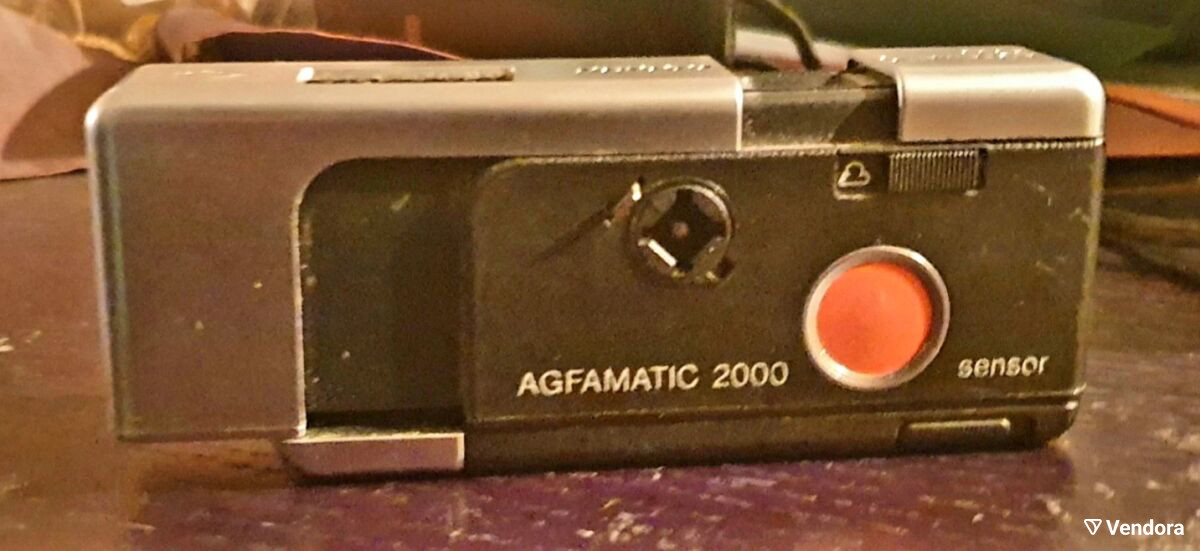 AGFAMATIC 2000
sensor
Vendora